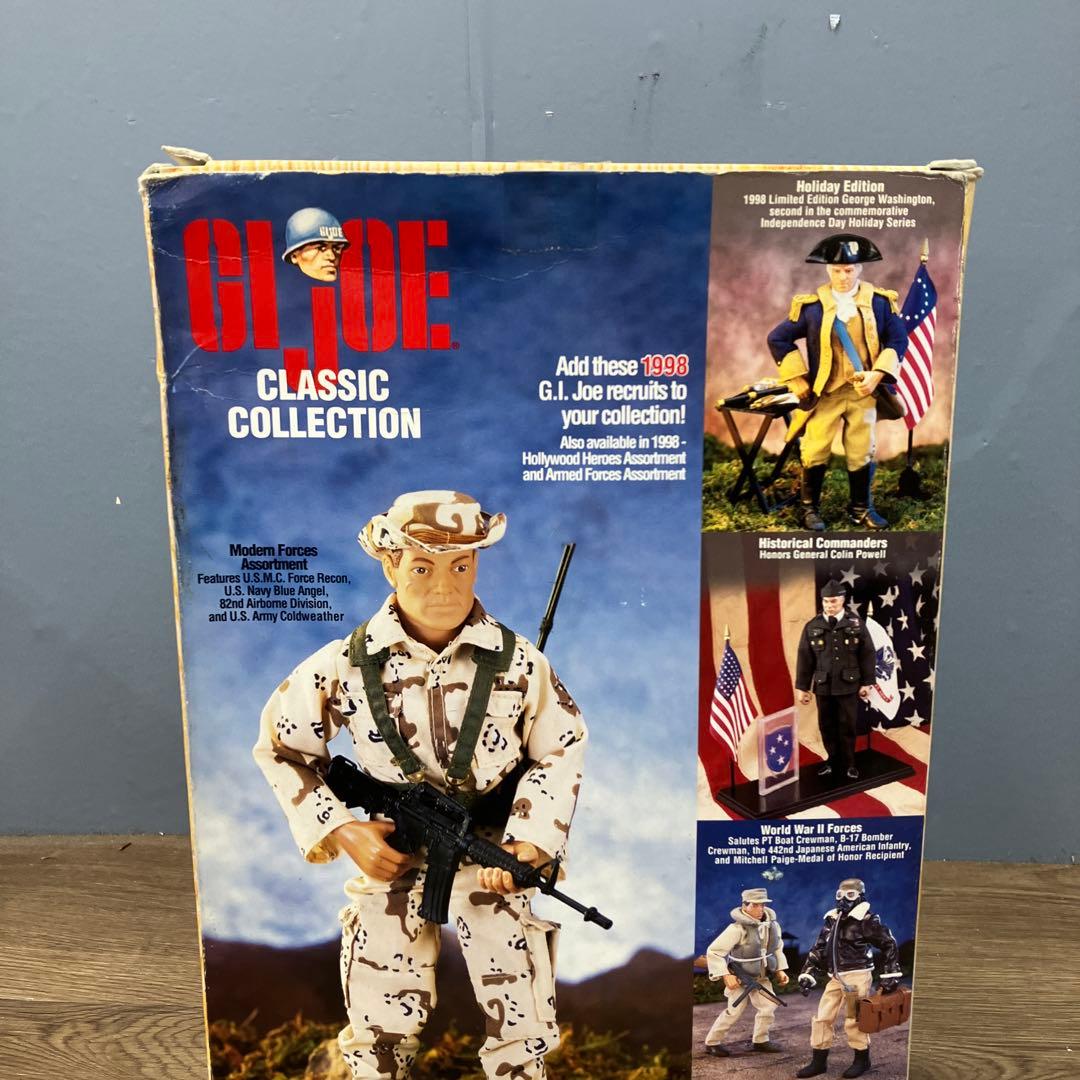 GI JOE
GIJOE
CLASSIC
COLLECTION
Add these 1998
G.I. Joe recruits to
your collection!
Also available in 1998 -
Hollywood Heroes Assortment
and Armed Forces Assortment
Modern Forces
Assortment
Features U.S.M.C. Force Recon,
U.S. Navy Blue Angel,
82nd Airborne Division,
and U.S. Army Coldweather
Holiday Edition
1998 Limited Edition George Washington,
second in the commemorative
Independence Day Holiday Series
Historical Commanders
Honors General Colin Powell
World War II Forces
Salutes PT Boat Crewman, B-17 Bomber
Crewman, the 442nd Japanese American Infantry,
and Mitchell Paige-Medal of Honor Recipient